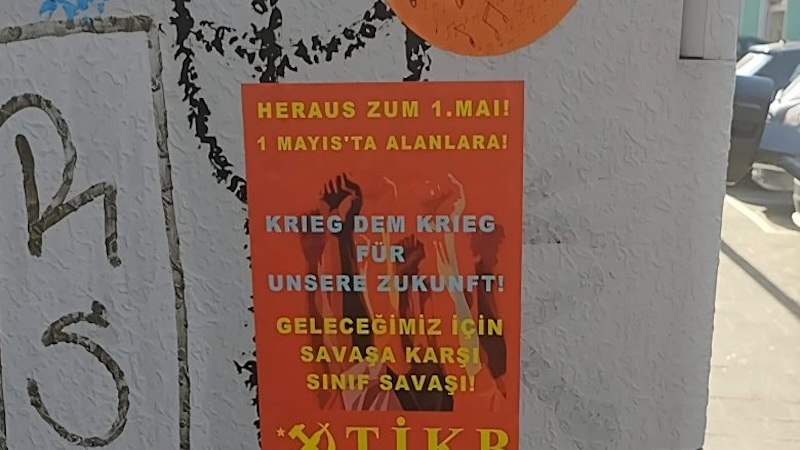 HERAUS ZUM 1.MAI!
1 MAYIS'TA ALANLARA!
KRIEG DEM KRIEG
FÜR
UNSERE ZUKUNFT!
GELECEĞİMİZ İÇİN
SAVAŞA KARŞI
SINIF SAVAŞI!
TİKB